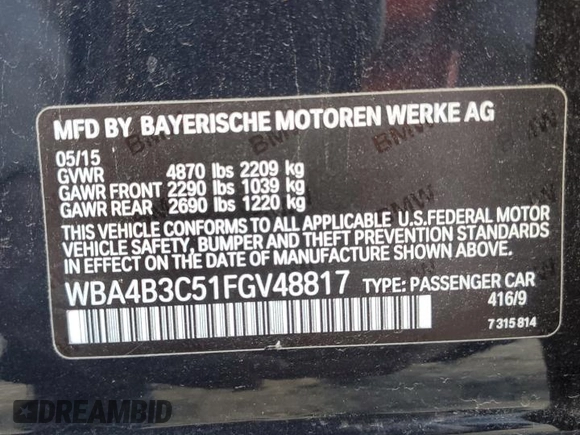 MFD BY BAYERISCHE MOTOREN WERKE AG
05/15
GVWR 4870 lbs 2209 kg
GAWR FRONT 2290 lbs 1039 kg
GAWR REAR 2690 lbs 1220 kg
THIS VEHICLE CONFORMS TO ALL APPLICABLE U.S.FEDERAL MOTOR
VEHICLE SAFETY, BUMPER AND THEFT PREVENTION STANDARDS
IN EFFECT ON THE DATE OF MANUFACTURE SHOWN ABOVE.
WBA4B3C51FGV48817 TYPE: PASSENGER CAR
416/9
7 315 814
BMW
BMW
BMW
DREAMBID